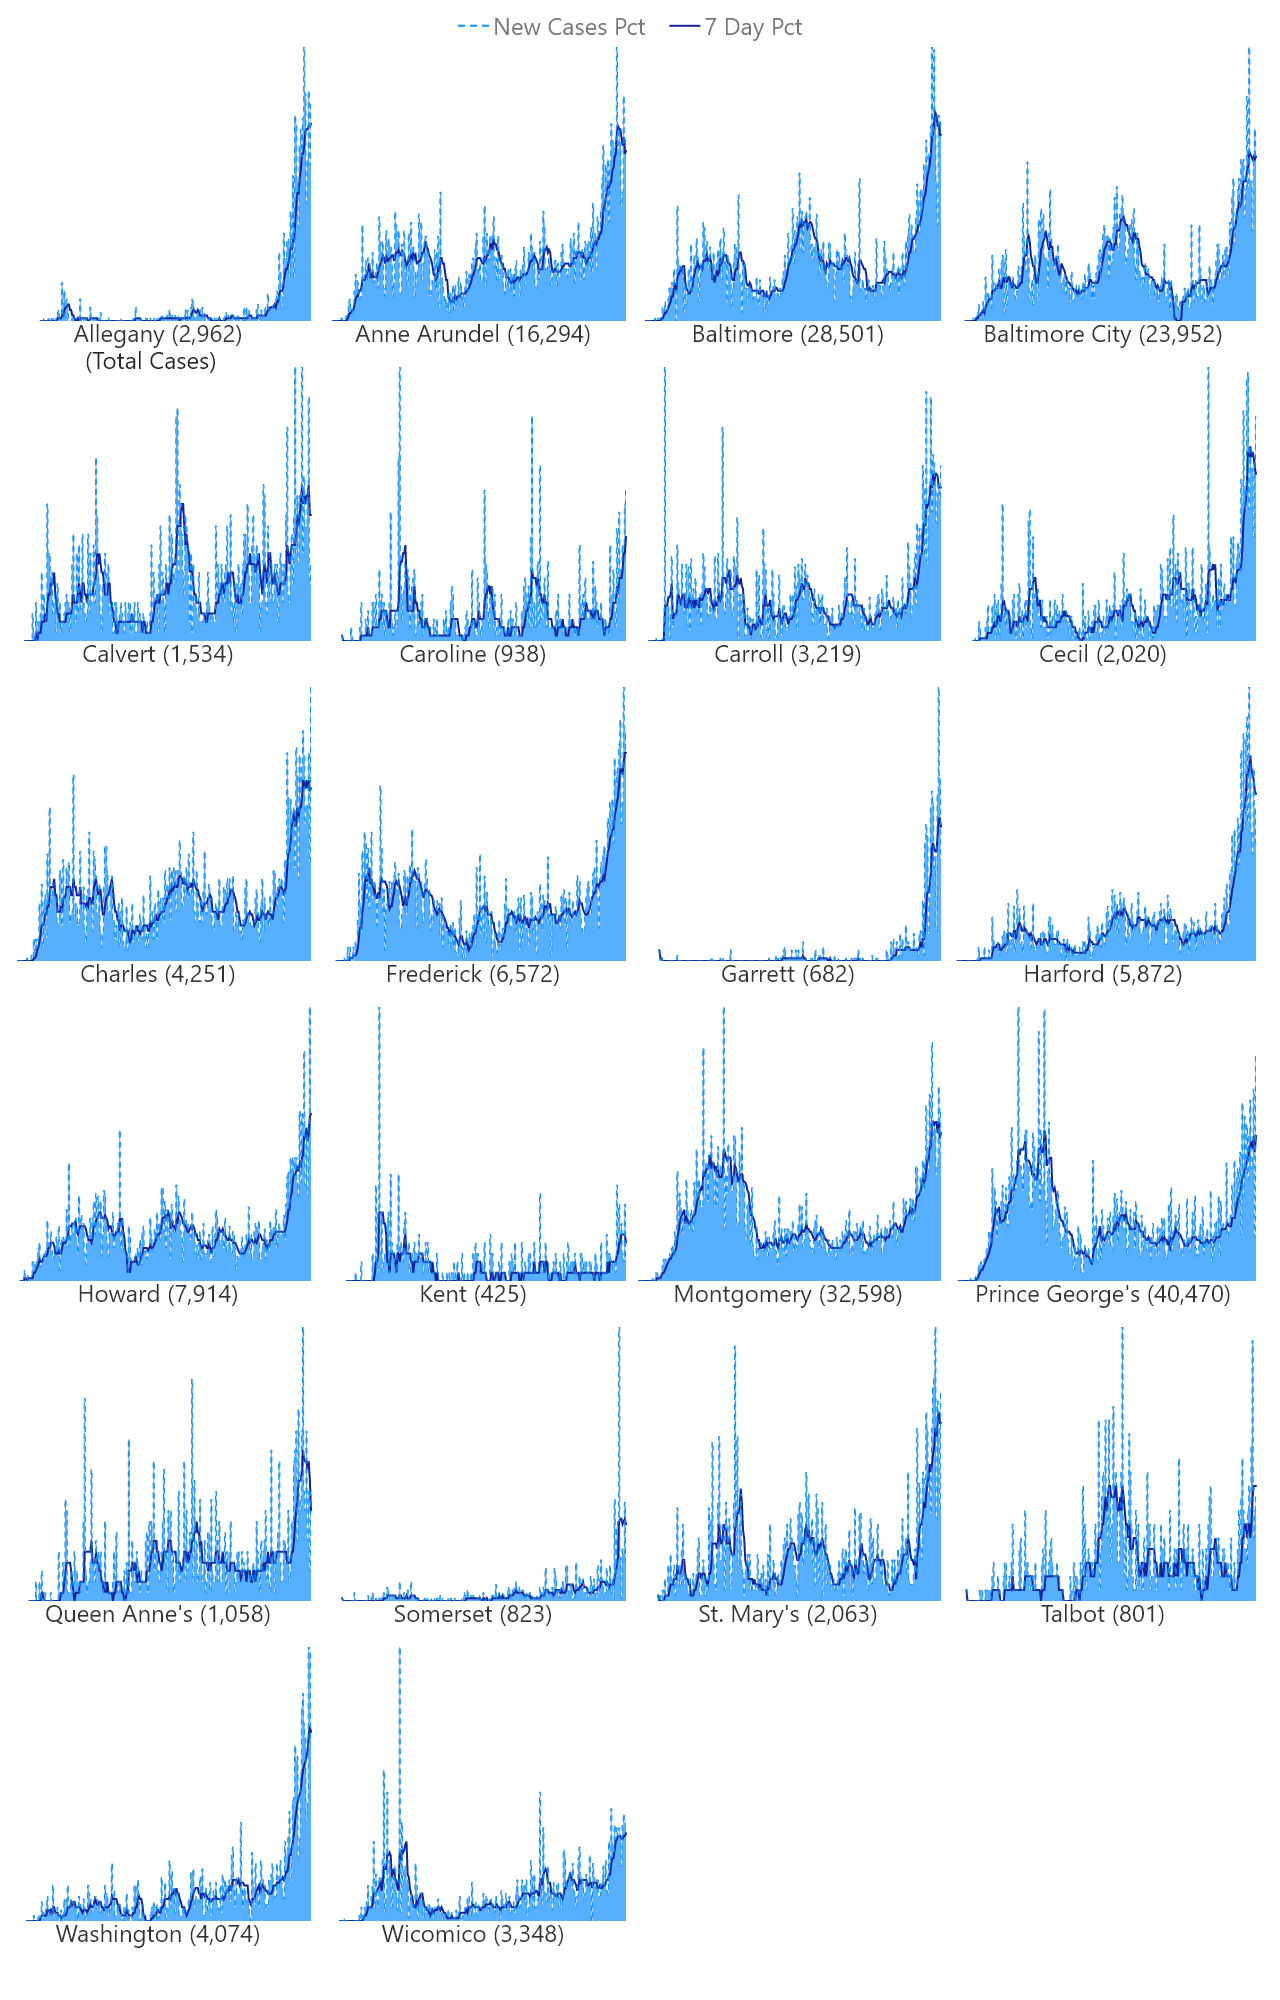 New Cases Pct 7 Day Pct
Allegany (2,962) Anne Arundel (16,294) Baltimore (28,501) Baltimore City (23,952)
(Total Cases)
Calvert (1,534) Caroline (938) Carroll (3,219) Cecil (2,020)
Charles (4,251) Frederick (6,572) Garrett (682) Harford (5,872)
Howard (7,914) Kent (425) Montgomery (32,598) Prince George's (40,470)
Queen Anne's (1,058) Somerset (823) St. Mary's (2,063) Talbot (801)
Washington (4,074) Wicomico (3,348)